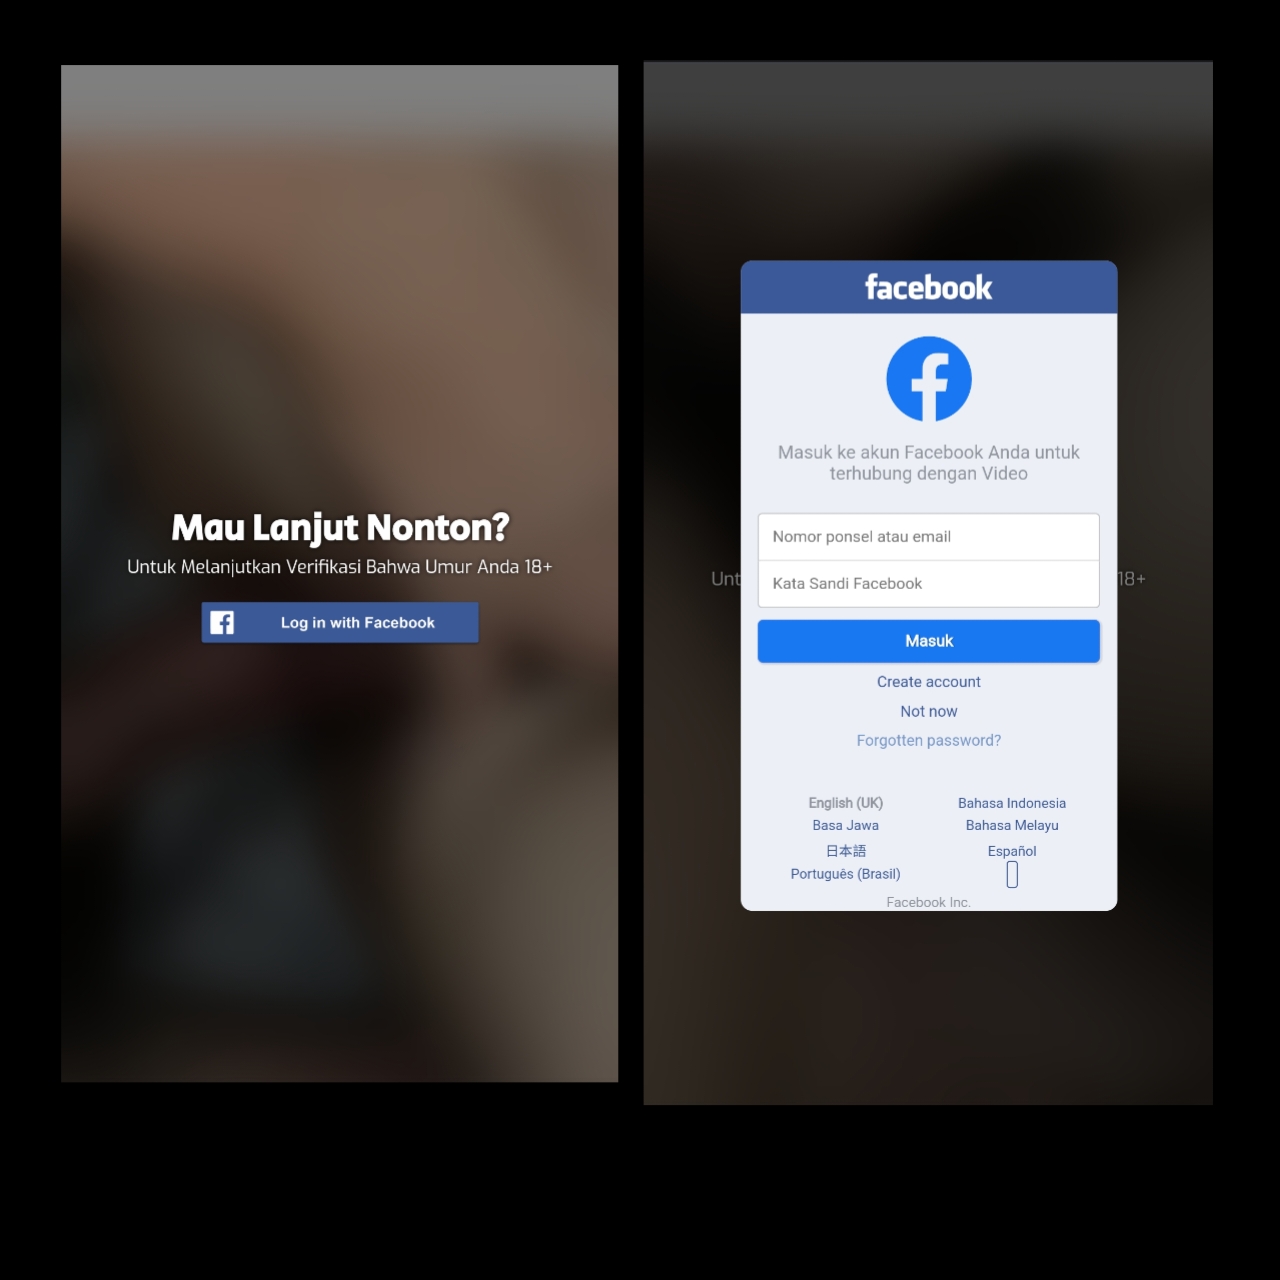 Mau Lanjut Nonton?
Untuk Melanjutkan Verifikasi Bahwa Umur Anda 18+
Log in with Facebook
facebook
Masuk ke akun Facebook Anda untuk
terhubung dengan Video
Nomor ponsel atau email
Unt
18+
Kata Sandi Facebook
Masuk
Create account
Not now
Forgotten password?
English (UK)
Bahasa Indonesia
Basa Jawa
Bahasa Melayu
日本語
Español
Português (Brasil)
Facebook Inc.